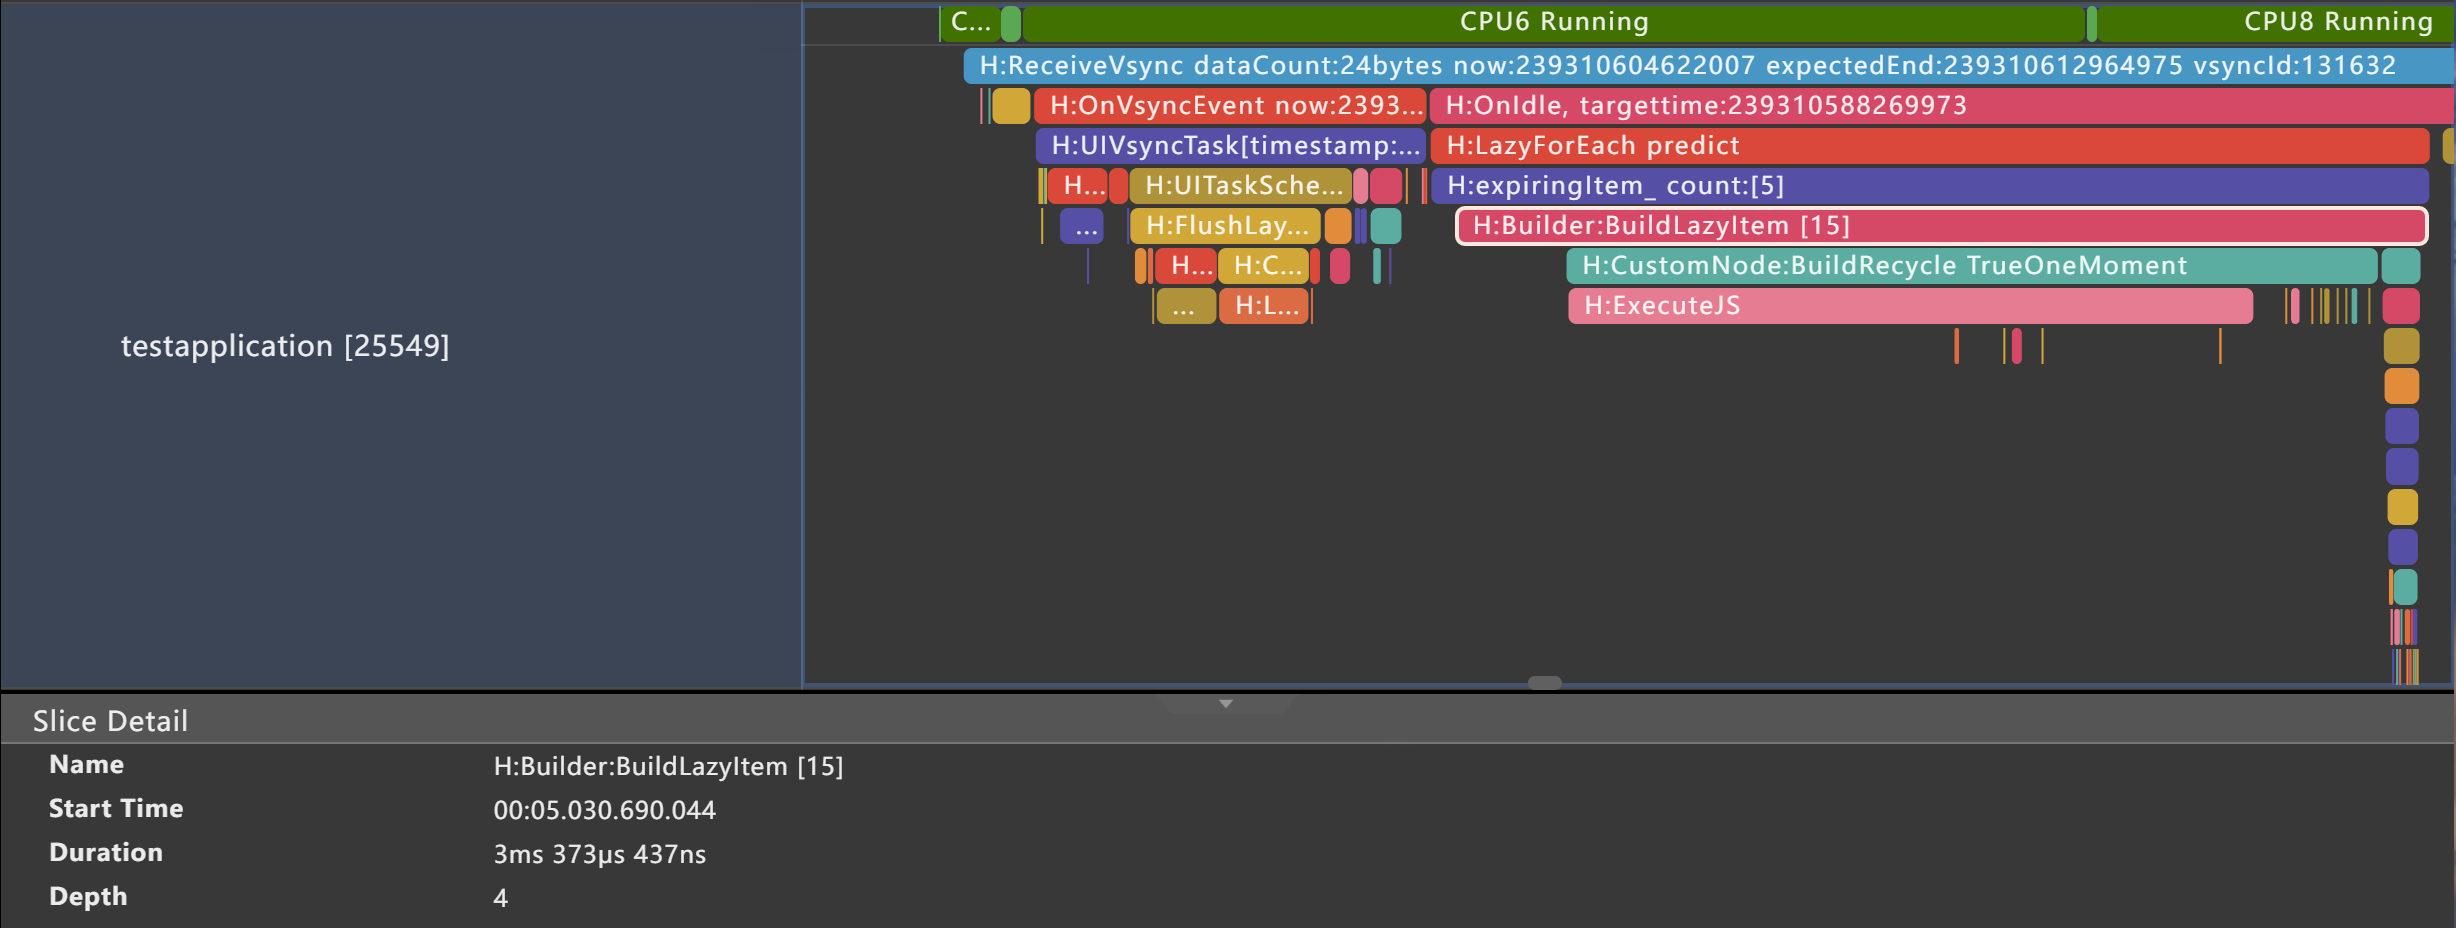 C... CPU6 Running CPU8 Running
H:ReceiveVsync dataCount:24bytes now:239310604622007 expectedEnd:239310612964975 vsyncId:131632
H:OnVsyncEvent now:2393... H:OnIdle, targettime:239310588269973
H:UIVsyncTask[timestamp:... H:LazyForEach predict
H... H:UITaskSche... H:expiringItem_ count:[5]
... H:FlushLay... H:Builder:BuildLazyItem [15]
H... H:C... H:CustomNode:BuildRecycle TrueOneMoment
... H:L... H:ExecuteJS
testapplication [25549]
Slice Detail
Name H:Builder:BuildLazyItem [15]
Start Time 00:05.030.690.044
Duration 3ms 373μs 437ns
Depth 4